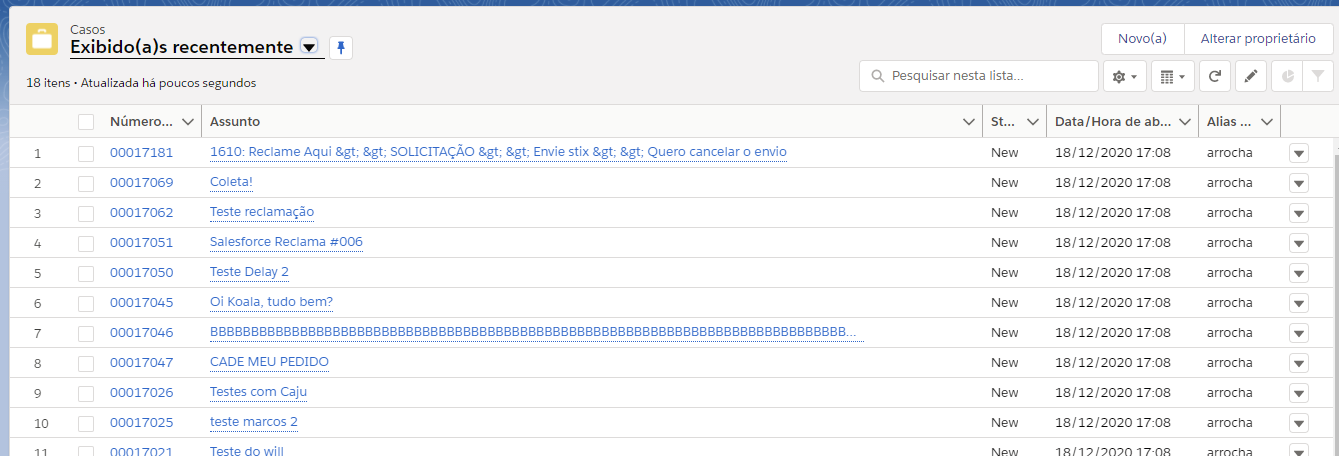 Casos
Exibido(a)s recentemente
Novo(a) Alterar proprietário
18 itens • Atualizada há poucos segundos
Pesquisar nesta lista...
Número... Assunto St... Data/Hora de ab... Alias ...
1 00017181 1610: Reclame Aqui &gt; &gt; SOLICITAÇÃO &gt; &gt; Envie stix &gt; &gt; Quero cancelar o envio New 18/12/2020 17:08 arrocha
2 00017069 Coleta! New 18/12/2020 17:08 arrocha
3 00017062 Teste reclamação New 18/12/2020 17:08 arrocha
4 00017051 Salesforce Reclama #006 New 18/12/2020 17:08 arrocha
5 00017050 Teste Delay 2 New 18/12/2020 17:08 arrocha
6 00017045 Oi Koala, tudo bem? New 18/12/2020 17:08 arrocha
7 00017046 BBBBBBBBBBBBBBBBBBBBBBBBBBBBBBBBBBBBBBBBBBBBBBBBBBBBBBBBBBBBBBBBBBBBBBBBBBBBBB... New 18/12/2020 17:08 arrocha
8 00017047 CADE MEU PEDIDO New 18/12/2020 17:08 arrocha
9 00017026 Testes com Caju New 18/12/2020 17:08 arrocha
10 00017025 teste marcos 2 New 18/12/2020 17:08 arrocha
11 00017021 Teste do will New 18/12/2020 17:08 arrocha